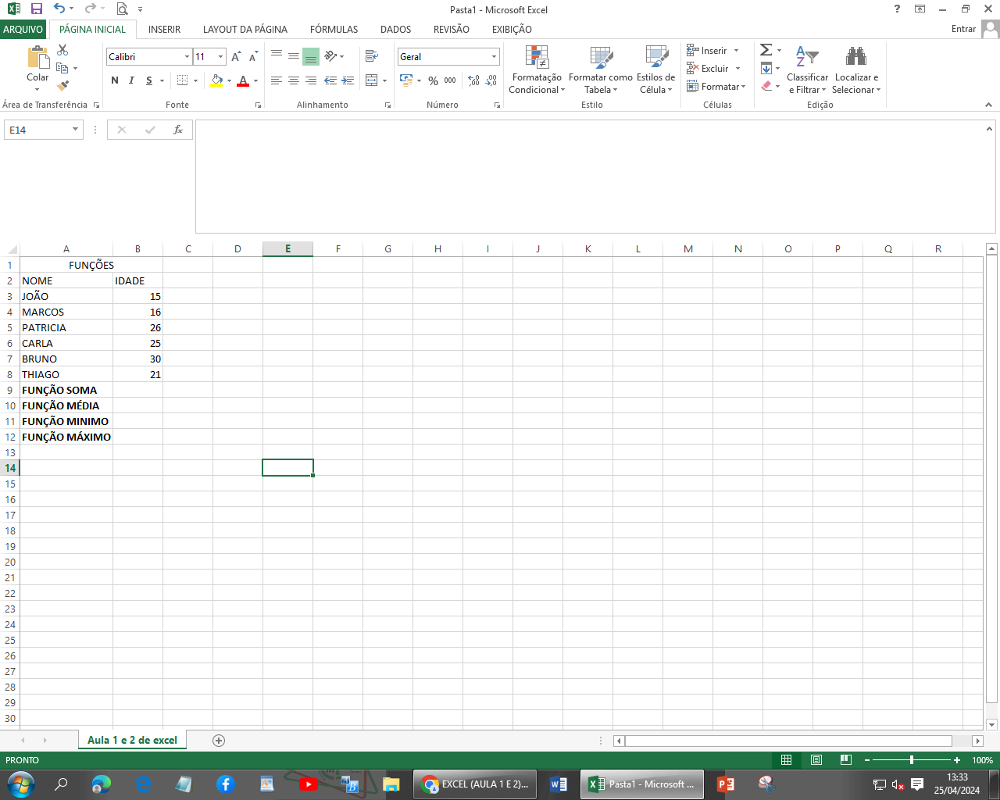 Pasta1 - Microsoft Excel
ARQUIVO PÁGINA INICIAL INSERIR LAYOUT DA PÁGINA FÓRMULAS DADOS REVISÃO EXIBIÇÃO Entrar
Colar
Calibri 11
N I S
Geral
% 000
Formatação Condicional
Formatar como Tabela
Estilos de Célula
Inserir
Excluir
Formatar
Classificar e Filtrar
Localizar e Selecionar
Área de Transferência Fonte Alinhamento Número Estilo Células Edição
E14 fx
A B C D E F G H I J K L M N O P Q R
1 FUNÇÕES
2 NOME IDADE
3 JOÃO 15
4 MARCOS 16
5 PATRICIA 26
6 CARLA 25
7 BRUNO 30
8 THIAGO 21
9 FUNÇÃO SOMA
10 FUNÇÃO MÉDIA
11 FUNÇÃO MINIMO
12 FUNÇÃO MÁXIMO
13
14
15
16
17
18
19
20
21
22
23
24
25
26
27
28
29
30
Aula 1 e 2 de excel
PRONTO 100%
EXCEL (AULA 1 E 2)... Pasta1 - Microsoft ... 13:33
25/04/2024